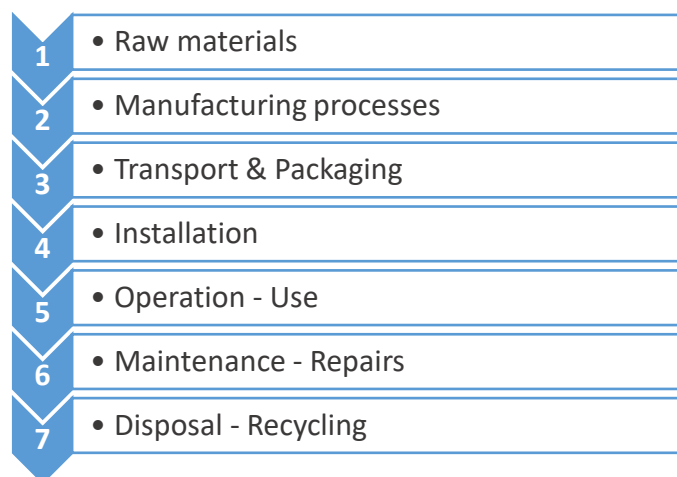 1 • Raw materials
2 • Manufacturing processes
3 • Transport & Packaging
4 • Installation
5 • Operation - Use
6 • Maintenance - Repairs
7 • Disposal - Recycling